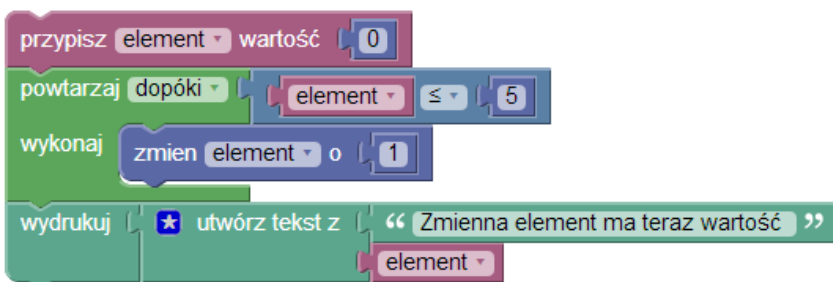 przypisz element wartość 0
powtarzaj dopóki element ≤ 5
wykonaj zmien element o 1
wydrukuj utwórz tekst z “ Zmienna element ma teraz wartość ”
element